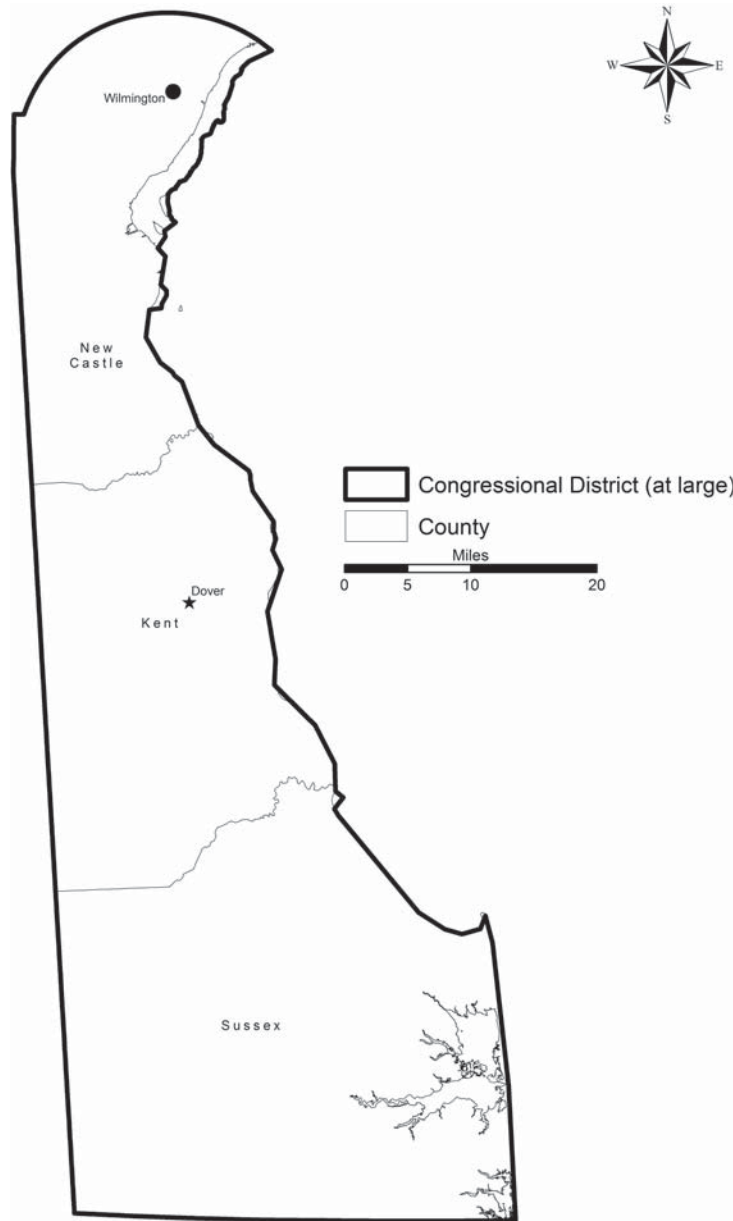 N
W E
S
Wilmington
New
Castle
Congressional District (at large)
County
Miles
0 5 10 20
Dover
Kent
Sussex